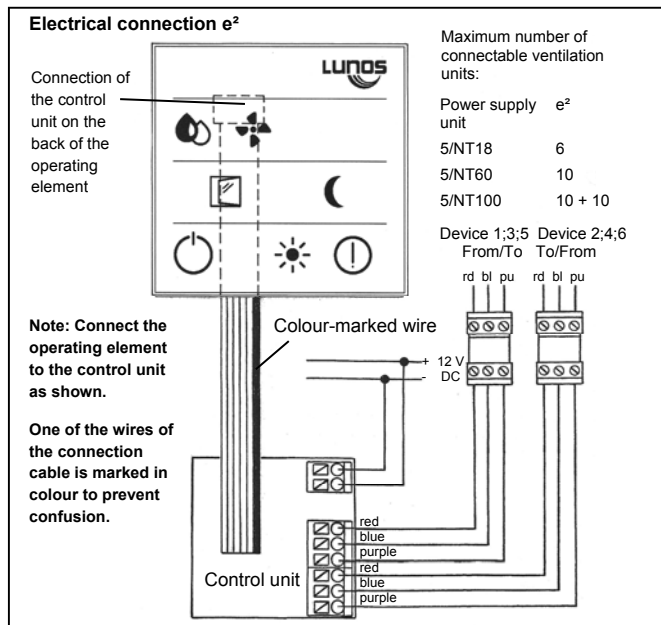 Electrical connection e²
LUNOS
Connection of
the control
unit on the
back of the
operating
element
Maximum number of
connectable ventilation
units:
Power supply e²
unit
5/NT18 6
5/NT60 10
5/NT100 10 + 10
Device 1;3;5 Device 2;4;6
From/To To/From
rd bl pu rd bl pu
Note: Connect the
operating element
to the control unit
as shown.
Colour-marked wire
+ 12 V
- DC
One of the wires of
the connection
cable is marked in
colour to prevent
confusion.
red
blue
purple
red
blue
purple
Control unit